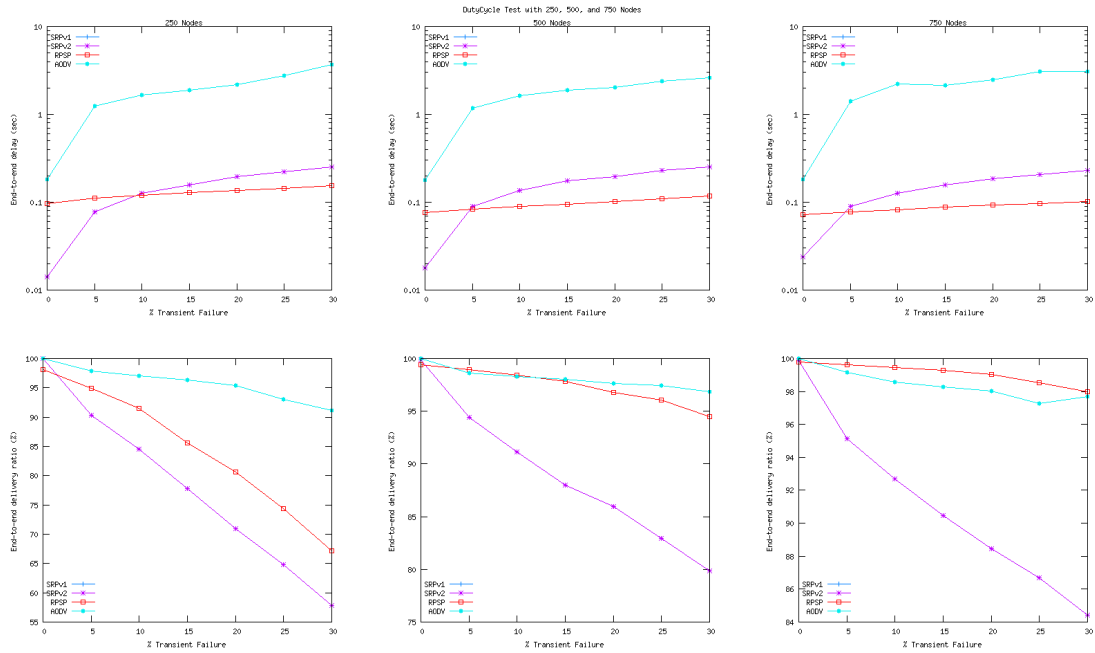 DutyCycle Test with 250, 500, and 750 Nodes
250 Nodes
10
1
0.1
0.01
0 5 10 15 20 25 30
End-to-end delay (sec)
% Transient Failure
SRPv1
SRPv2
RPSP
AODV
500 Nodes
10
1
0.1
0.01
0 5 10 15 20 25 30
End-to-end delay (sec)
% Transient Failure
SRPv1
SRPv2
RPSP
AODV
750 Nodes
10
1
0.1
0.01
0 5 10 15 20 25 30
End-to-end delay (sec)
% Transient Failure
SRPv1
SRPv2
RPSP
AODV
100
95
90
85
80
75
70
65
60
55
0 5 10 15 20 25 30
End-to-end delivery ratio (%)
% Transient Failure
SRPv1
SRPv2
RPSP
AODV
100
95
90
85
80
75
0 5 10 15 20 25 30
End-to-end delivery ratio (%)
% Transient Failure
SRPv1
SRPv2
RPSP
AODV
100
98
96
94
92
90
88
86
84
0 5 10 15 20 25 30
End-to-end delivery ratio (%)
% Transient Failure
SRPv1
SRPv2
RPSP
AODV